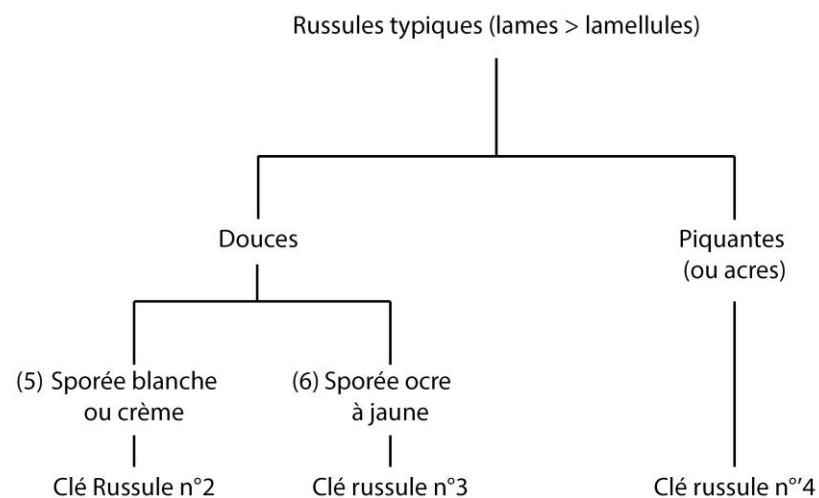 Russules typiques (lames > lamellules)
Douces
Piquantes
(ou acres)
(5) Sporée blanche
ou crème
(6) Sporée ocre
à jaune
Clé Russule n°2
Clé russule n°3
Clé russule n°'4